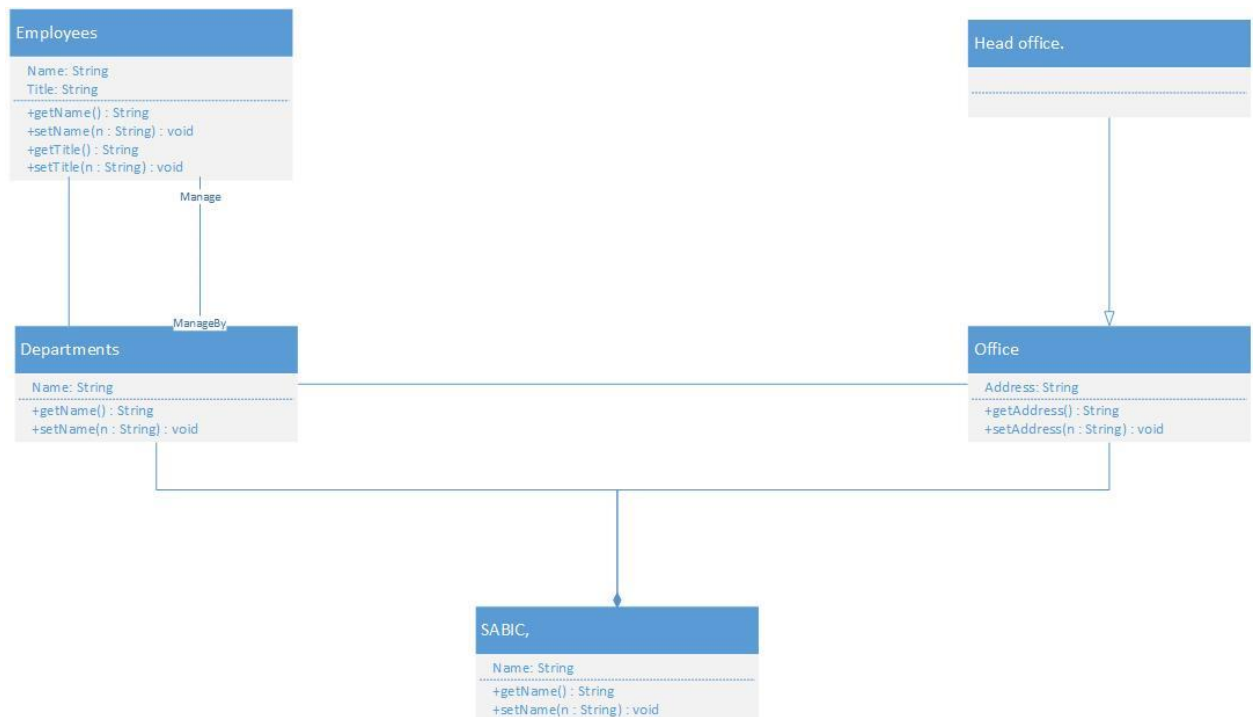 Employees
Name: String
Title: String
+getName() : String
+setName(n : String) : void
+getTitle() : String
+setTitle(n : String) : void
Manage
ManageBy
Head office.
Departments
Name: String
+getName() : String
+setName(n : String) : void
Office
Address: String
+getAddress() : String
+setAddress(n : String) : void
SABIC,
Name: String
+getName() : String
+setName(n : String) : void